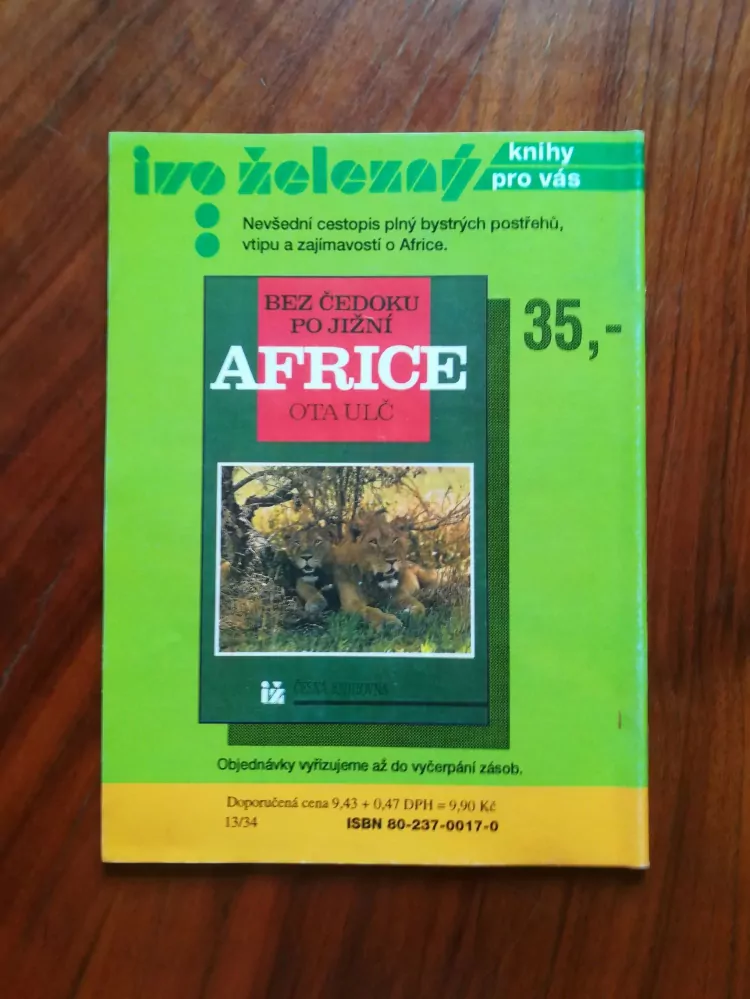 ivo železný
knihy
pro vás
Nevšední cestopis plný bystrých postřehů,
vtipu a zajímavostí o Africe.
BEZ ČEDOKU
PO JIŽNÍ
AFRICE
OTA ULČ
35,-
iž
ČESKÁ KNIHOVNA
Objednávky vyřizujeme až do vyčerpání zásob.
Doporučená cena 9,43 + 0,47 DPH = 9,90 Kč
13/34
ISBN 80-237-0017-0